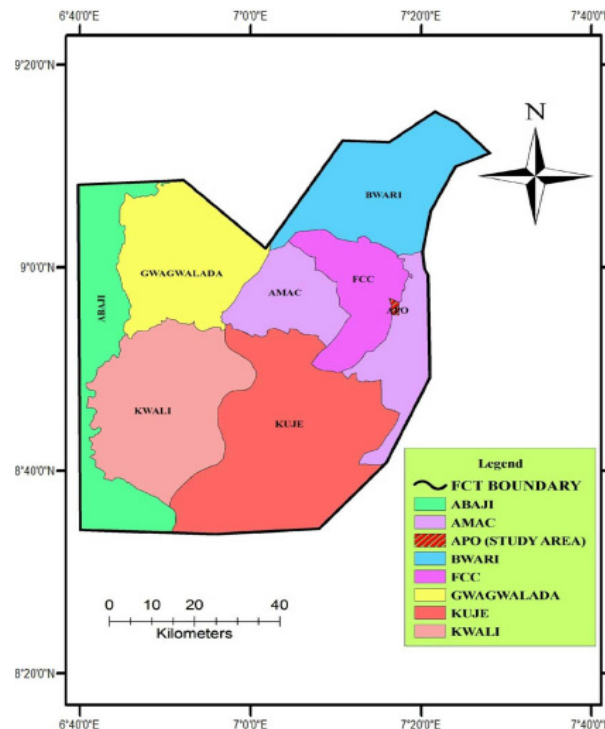 6°40'0"E 7°0'0"E 7°20'0"E 7°40'0"E
9°20'0"N
N
BWARI
9°0'0"N
GWAGWALADA
FCC
AMAC
ABAJI
APO
KWALI
KUJE
8°40'0"N
Legend
FCT BOUNDARY
ABAJI
AMAC
APO (STUDY AREA)
BWARI
FCC
GWAGWALADA
KUJE
KWALI
0 10 20 40
Kilometers
8°20'0"N
6°40'0"E 7°0'0"E 7°20'0"E 7°40'0"E